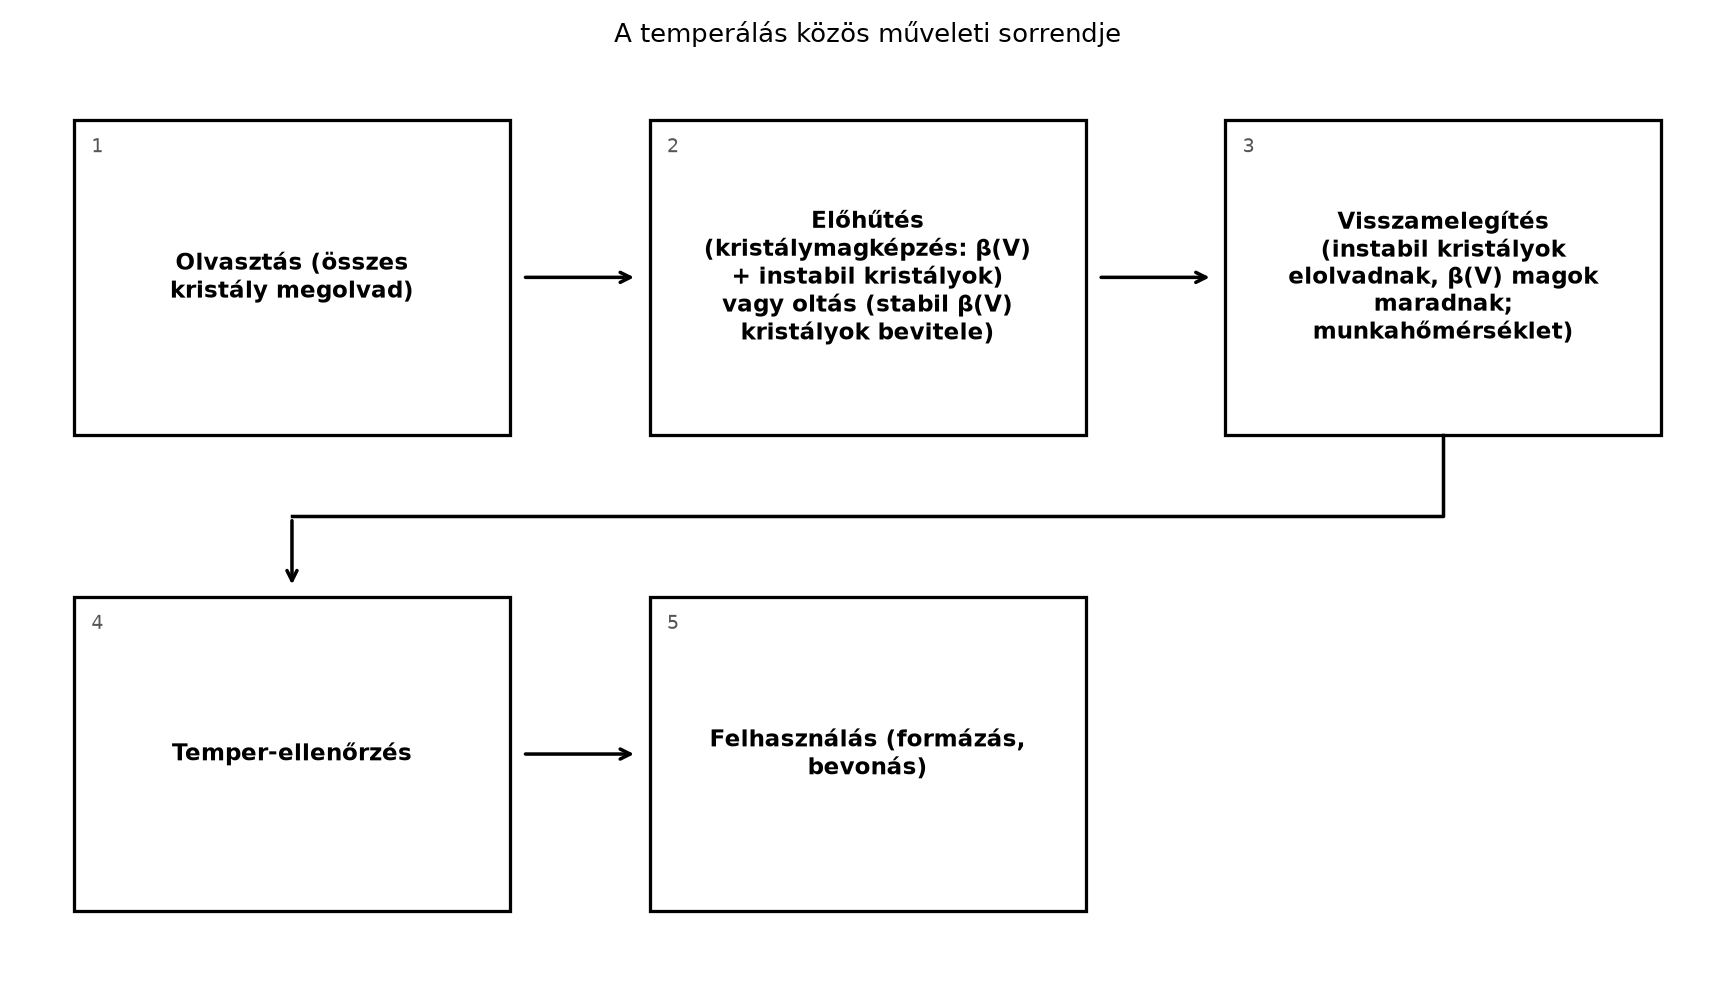 A temperálás közös műveleti sorrendje
1
Olvasztás (összes
kristály megolvad)
2
Előhűtés
(kristálymagképzés: β(V)
+ instabil kristályok)
vagy oltás (stabil β(V)
kristályok bevitele)
3
Visszamelegítés
(instabil kristályok
elolvadnak, β(V) magok
maradnak;
munkahőmérséklet)
4
Temper-ellenőrzés
5
Felhasználás (formázás,
bevonás)